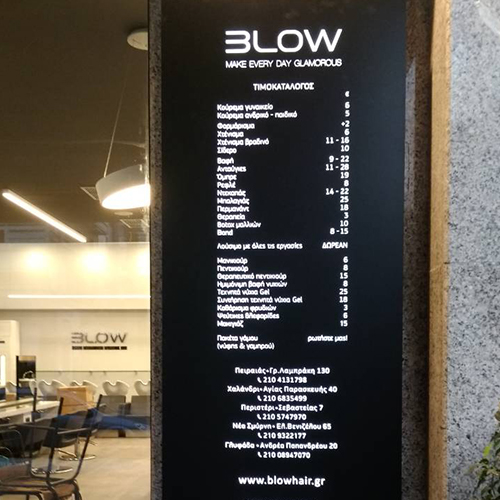 BLOW
MAKE EVERY DAY GLAMOROUS
ΤΙΜΟΚΑΤΑΛΟΓΟΣ
€
Κούρεμα γυναικείο 6
Κούρεμα ανδρικό - παιδικό 5
Φορμάρισμα +2
Χτένισμα 6
Χτένισμα βραδινό 11 - 16
Σίδερο 10
Βαφή 9 - 22
Ανταύγιες 11 - 28
Όμπρε 19
Ρεφλέ 8
Ντεκαπάζ 14 - 22
Μπαλαγιάζ 25
Περμανάντ 18
Θεραπεία 3
Botox μαλλιών 10
Band 8 - 15
Λούσιμο με όλες τις εργασίες ΔΩΡΕΑΝ
Μανικιούρ 6
Πεντικιούρ 8
Θεραπευτικό πεντικιούρ 15
Ημιμόνιμη βαφή νυχιών 8
Τεχνητά νύχια Gel 25
Συντήρηση τεχνητά νύχια Gel 18
Καθάρισμα φρυδιών 3
Ψεύτικες βλεφαρίδες 6
Μακιγιάζ 15
Πακέτα γάμου ρωτήστε μας!
(νύφης & γαμπρού)
Πειραιάς-Γρ.Λαμπράκη 130
210 4131798
Χαλάνδρι-Αγίας Παρασκευής 40
210 6835499
Περιστέρι-Σεβαστείας 7
210 5747970
Νέα Σμύρνη - ΕΛ.Βενιζέλου 65
210 9322177
Γλυφάδα - Ανδρέα Παπανδρέου 20
210 08947070
www.blowhair.gr
BLOW